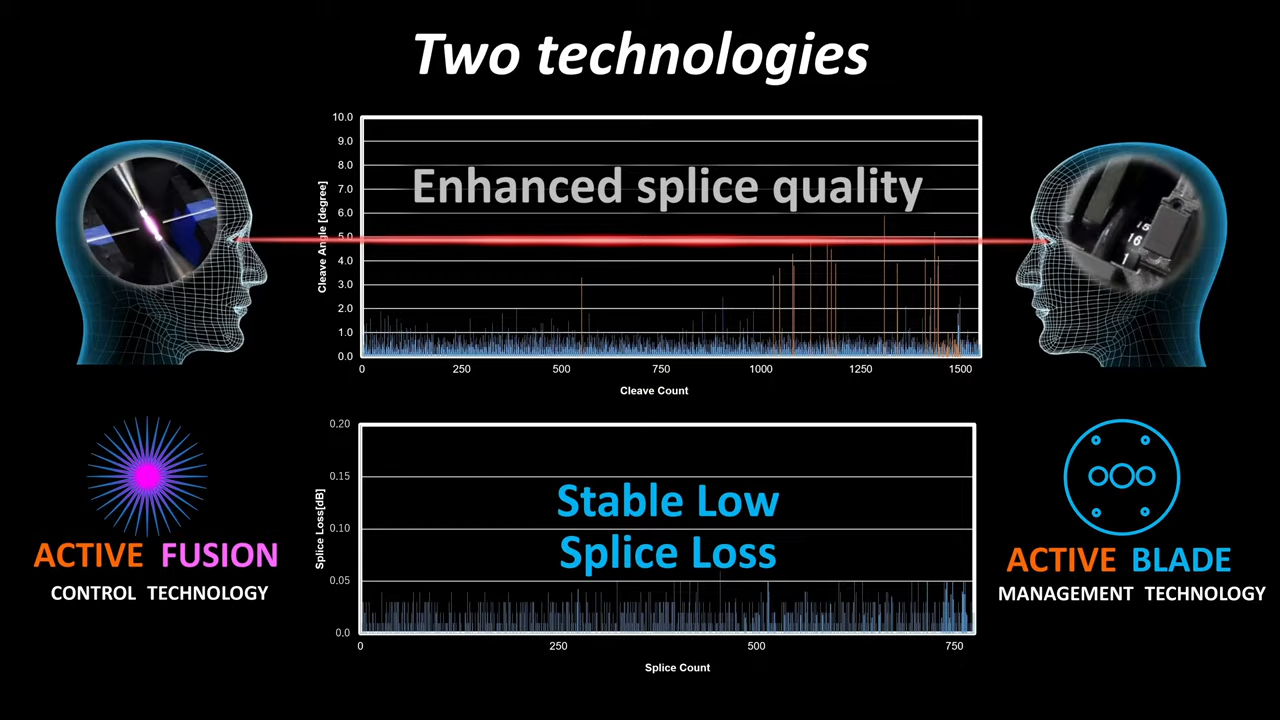 Two technologies
Enhanced splice quality
Cleave Angle [degree]
10.0
9.0
8.0
7.0
6.0
5.0
4.0
3.0
2.0
1.0
0.0
0 250 500 750 1000 1250 1500
Cleave Count
16
1
Stable Low
Splice Loss
Splice Loss[dB]
0.20
0.15
0.10
0.05
0.0
0 250 500 750
Splice Count
ACTIVE FUSION
CONTROL TECHNOLOGY
ACTIVE BLADE
MANAGEMENT TECHNOLOGY